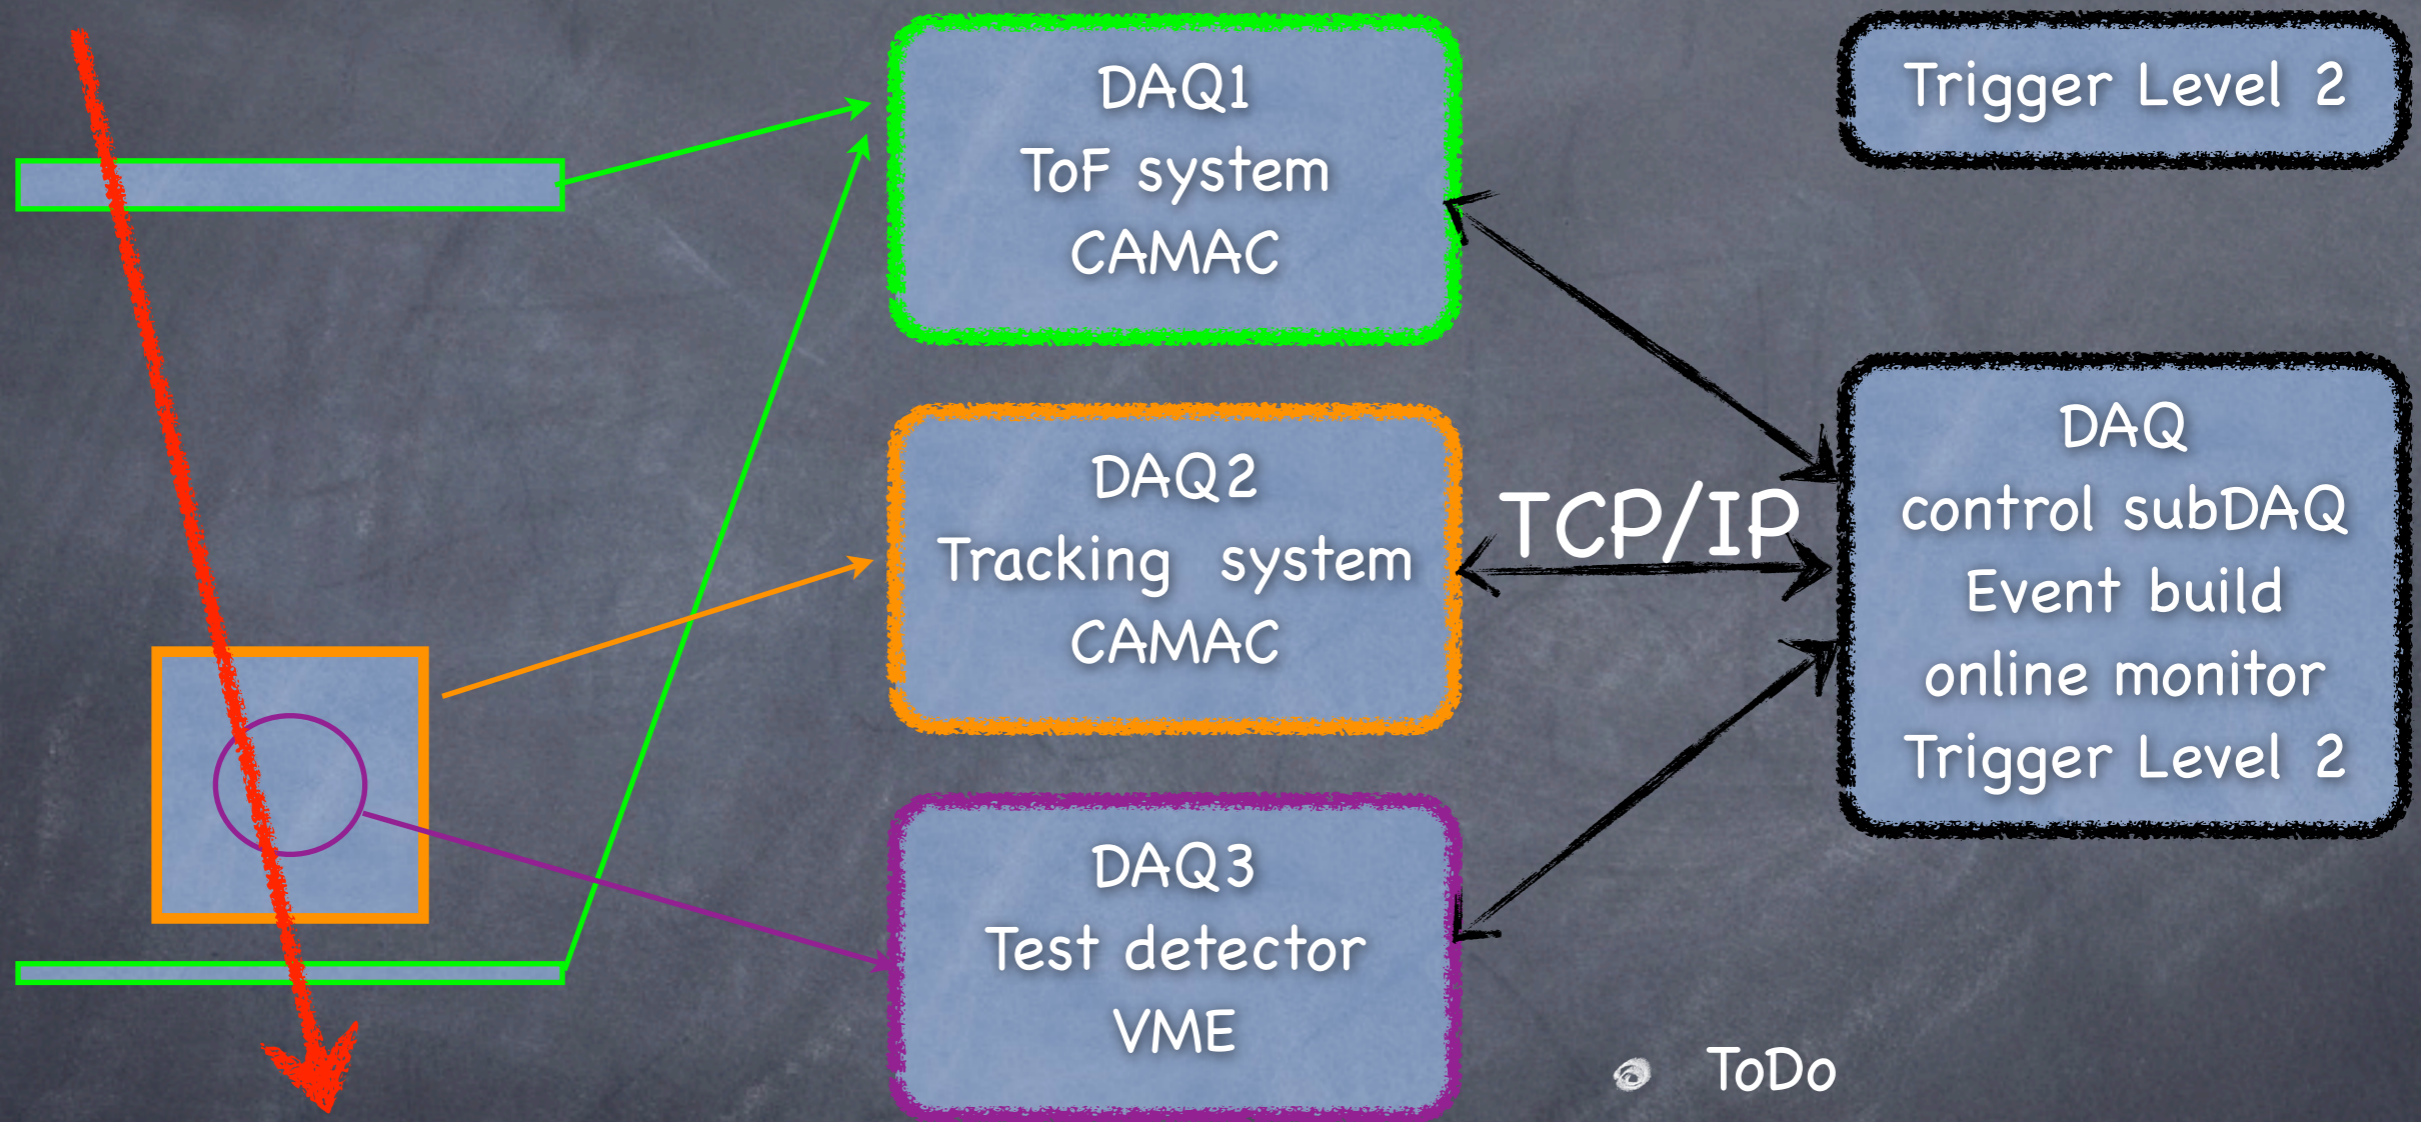 DAQ1
ToF system
CAMAC
Trigger Level 2
DAQ2
Tracking system
CAMAC
TCP/IP
DAQ
control subDAQ
Event build
online monitor
Trigger Level 2
DAQ3
Test detector
VME
ToDo